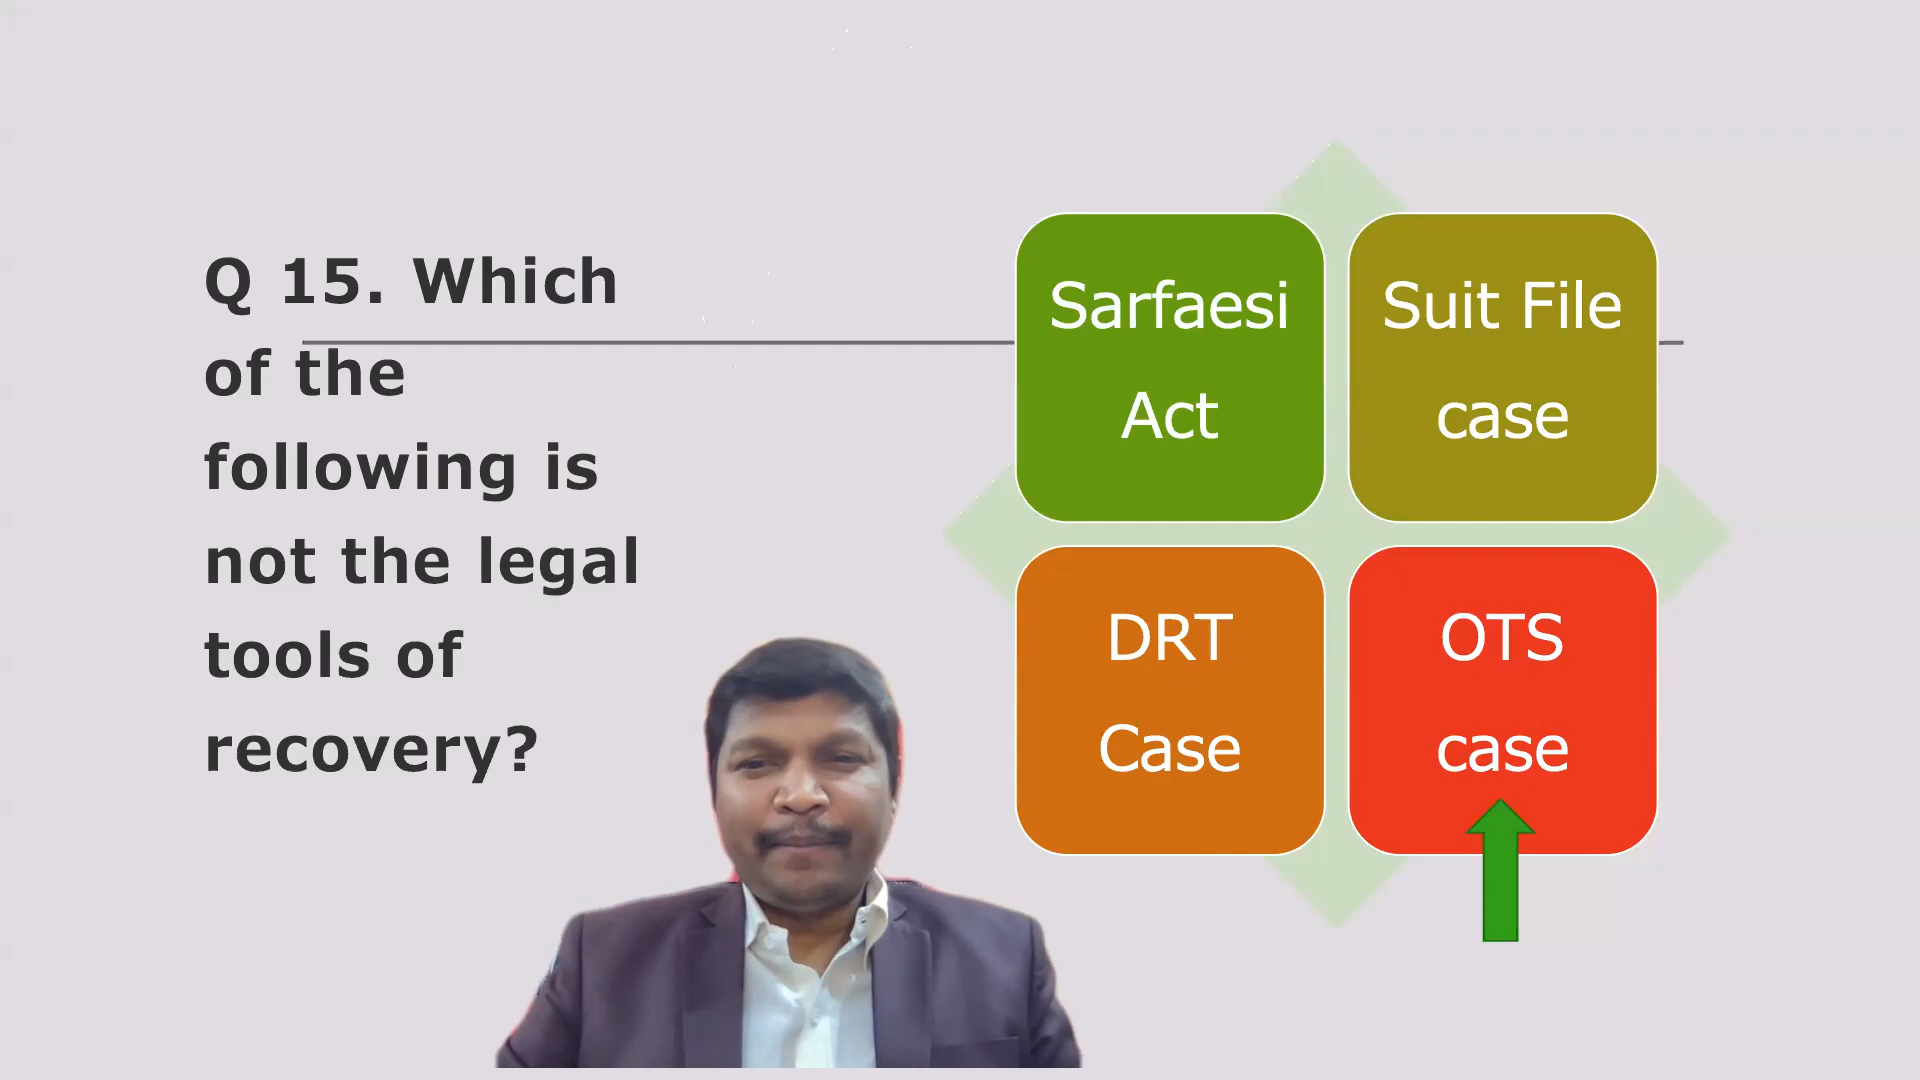 Q 15. Which
of the
following is
not the legal
tools of
recovery?
Sarfaesi
Act
Suit File
case
DRT
Case
OTS
case